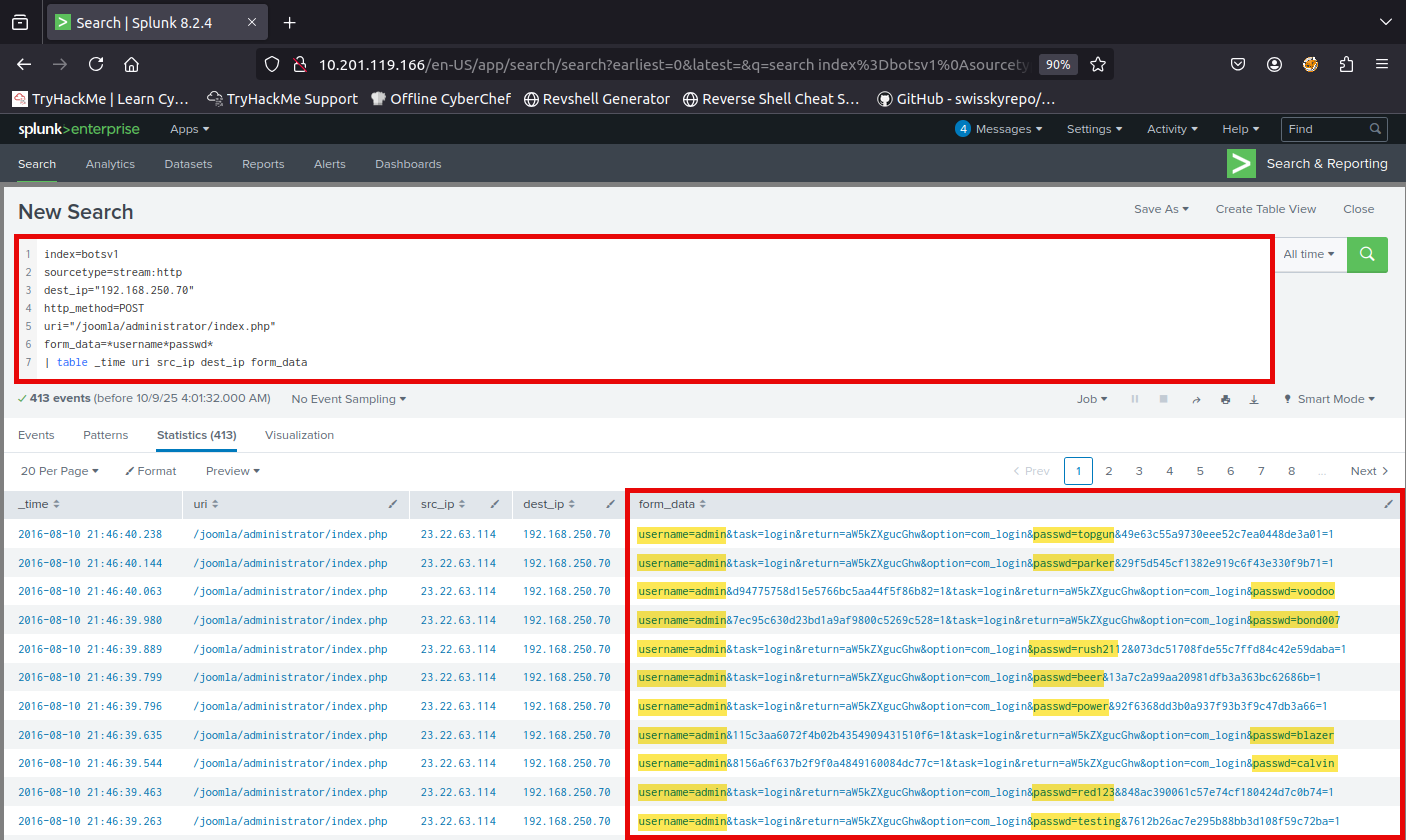 Search | Splunk 8.2.4
10.201.119.166/en-US/app/search/search?earliest=0&latest=&q=search index%3Dbotsv1%0Asourcety
90%
TryHackMe | Learn Cy… TryHackMe Support Offline CyberChef Revshell Generator Reverse Shell Cheat S… GitHub - swisskyrepo/…
splunk>enterprise Apps 4 Messages Settings Activity Help Find
Search Analytics Datasets Reports Alerts Dashboards Search & Reporting
New Search Save As Create Table View Close
1 index=botsv1
2 sourcetype=stream:http
3 dest_ip="192.168.250.70"
4 http_method=POST
5 uri="/joomla/administrator/index.php"
6 form_data=*username*passwd*
7 | table _time uri src_ip dest_ip form_data
All time
413 events (before 10/9/25 4:01:32.000 AM) No Event Sampling Job Smart Mode
Events Patterns Statistics (413) Visualization
20 Per Page Format Preview Prev 1 2 3 4 5 6 7 8 ... Next
_time uri src_ip dest_ip form_data
2016-08-10 21:46:40.238 /joomla/administrator/index.php 23.22.63.114 192.168.250.70 username=admin&task=login&return=aW5kZXgucGhw&option=com_login&passwd=topgun&49e63c55a9730eee52c7ea0448de3a01=1
2016-08-10 21:46:40.144 /joomla/administrator/index.php 23.22.63.114 192.168.250.70 username=admin&task=login&return=aW5kZXgucGhw&option=com_login&passwd=parker&29f5d545cf1382e919c6f43e330f9b71=1
2016-08-10 21:46:40.063 /joomla/administrator/index.php 23.22.63.114 192.168.250.70 username=admin&d94775758d15e5766bc5aa44f5f86b82=1&task=login&return=aW5kZXgucGhw&option=com_login&passwd=voodoo
2016-08-10 21:46:39.980 /joomla/administrator/index.php 23.22.63.114 192.168.250.70 username=admin&7ec95c630d23bd1a9af9800c5269c528=1&task=login&return=aW5kZXgucGhw&option=com_login&passwd=bond007
2016-08-10 21:46:39.889 /joomla/administrator/index.php 23.22.63.114 192.168.250.70 username=admin&task=login&return=aW5kZXgucGhw&option=com_login&passwd=rush2112&073dc51708fde55c7ffd84c42e59daba=1
2016-08-10 21:46:39.799 /joomla/administrator/index.php 23.22.63.114 192.168.250.70 username=admin&task=login&return=aW5kZXgucGhw&option=com_login&passwd=beer&13a7c2a99aa20981dfb3a363bc62686b=1
2016-08-10 21:46:39.796 /joomla/administrator/index.php 23.22.63.114 192.168.250.70 username=admin&task=login&return=aW5kZXgucGhw&option=com_login&passwd=power&92f6368dd3b0a937f93b3f9c47db3a66=1
2016-08-10 21:46:39.635 /joomla/administrator/index.php 23.22.63.114 192.168.250.70 username=admin&115c3aa6072f4b02b4354909431510f6=1&task=login&return=aW5kZXgucGhw&option=com_login&passwd=blazer
2016-08-10 21:46:39.544 /joomla/administrator/index.php 23.22.63.114 192.168.250.70 username=admin&8156a6f637b2f9f0a4849160084dc77c=1&task=login&return=aW5kZXgucGhw&option=com_login&passwd=calvin
2016-08-10 21:46:39.463 /joomla/administrator/index.php 23.22.63.114 192.168.250.70 username=admin&task=login&return=aW5kZXgucGhw&option=com_login&passwd=red123&848ac390061c57e74cf180424d7c0b74=1
2016-08-10 21:46:39.263 /joomla/administrator/index.php 23.22.63.114 192.168.250.70 username=admin&task=login&return=aW5kZXgucGhw&option=com_login&passwd=testing&7612b26ac7e295b88bb3d108f59c72ba=1